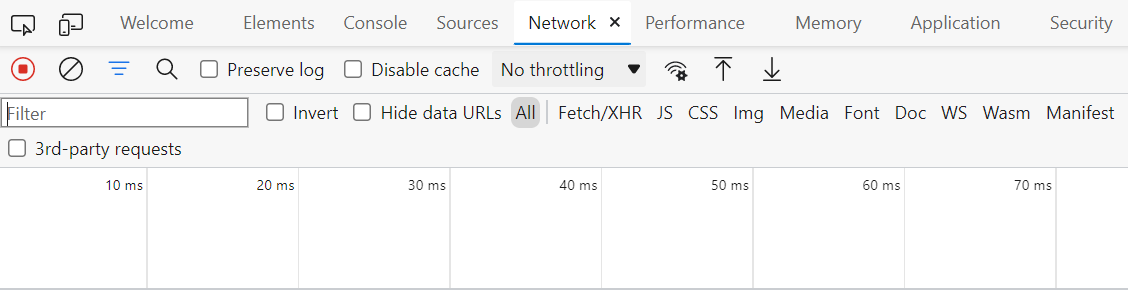 Welcome Elements Console Sources Network × Performance Memory Application Security
Preserve log Disable cache No throttling
Filter Invert Hide data URLs All Fetch/XHR JS CSS Img Media Font Doc WS Wasm Manifest
3rd-party requests
10 ms 20 ms 30 ms 40 ms 50 ms 60 ms 70 ms